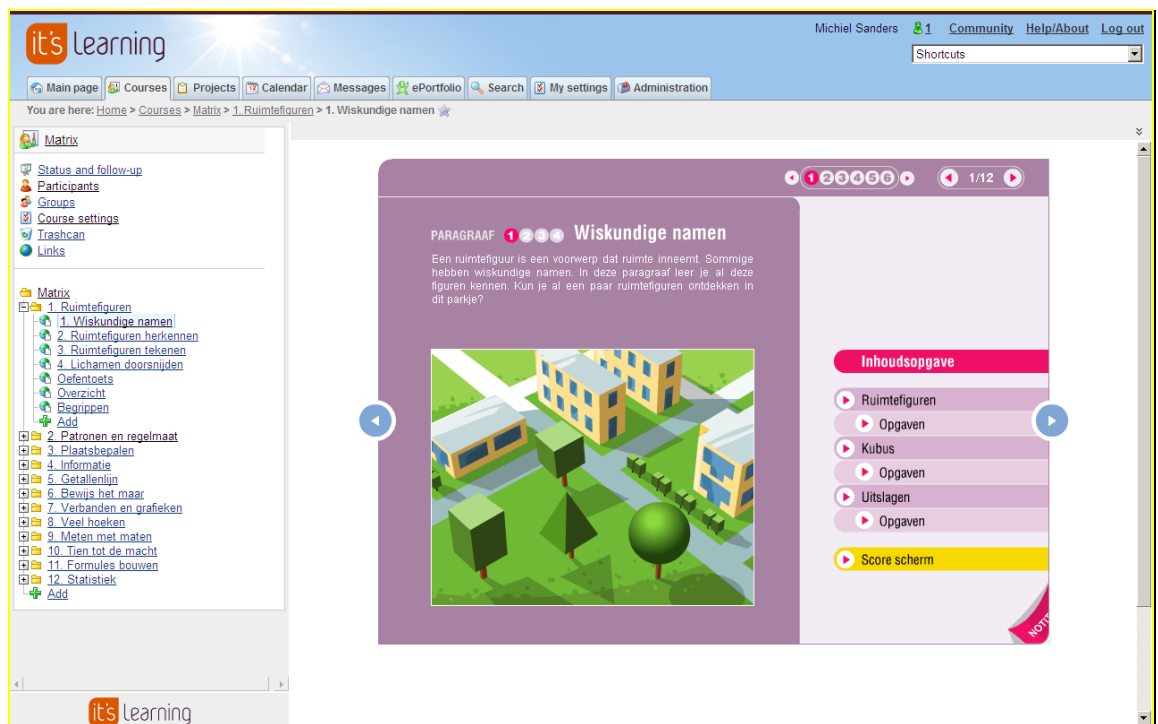 it's learning
Michiel Sanders 1 Community Help/About Log out
Shortcuts
Main page Courses Projects Calendar Messages ePortfolio Search My settings Administration
You are here: Home > Courses > Matrix > 1. Ruimtefiguren > 1. Wiskundige namen
Matrix
Status and follow-up
Participants
Groups
Course settings
Trashcan
Links
Matrix
1. Ruimtefiguren
1. Wiskundige namen
2. Ruimtefiguren herkennen
3. Ruimtefiguren tekenen
4. Lichamen doorsnijden
Oefentoets
Overzicht
Begrippen
Add
2. Patronen en regelmaat
3. Plaatsbepalen
4. Informatie
5. Getallenlijn
6. Bewijs het maar
7. Verbanden en grafieken
8. Veel hoeken
9. Meten met maten
10. Tien tot de macht
11. Formules bouwen
12. Statistiek
Add
it's learning
1 2 3 4 5 6 1/12
PARAGRAAF 1 2 3 4 Wiskundige namen
Een ruimtefiguur is een voorwerp dat ruimte inneemt. Sommige
hebben wiskundige namen. In deze paragraaf leer je al deze
figuren kennen. Kun je al een paar ruimtefiguren ontdekken in
dit parkje?
Inhoudsopgave
Ruimtefiguren
Opgaven
Kubus
Opgaven
Uitslagen
Opgaven
Score scherm
NOTIT